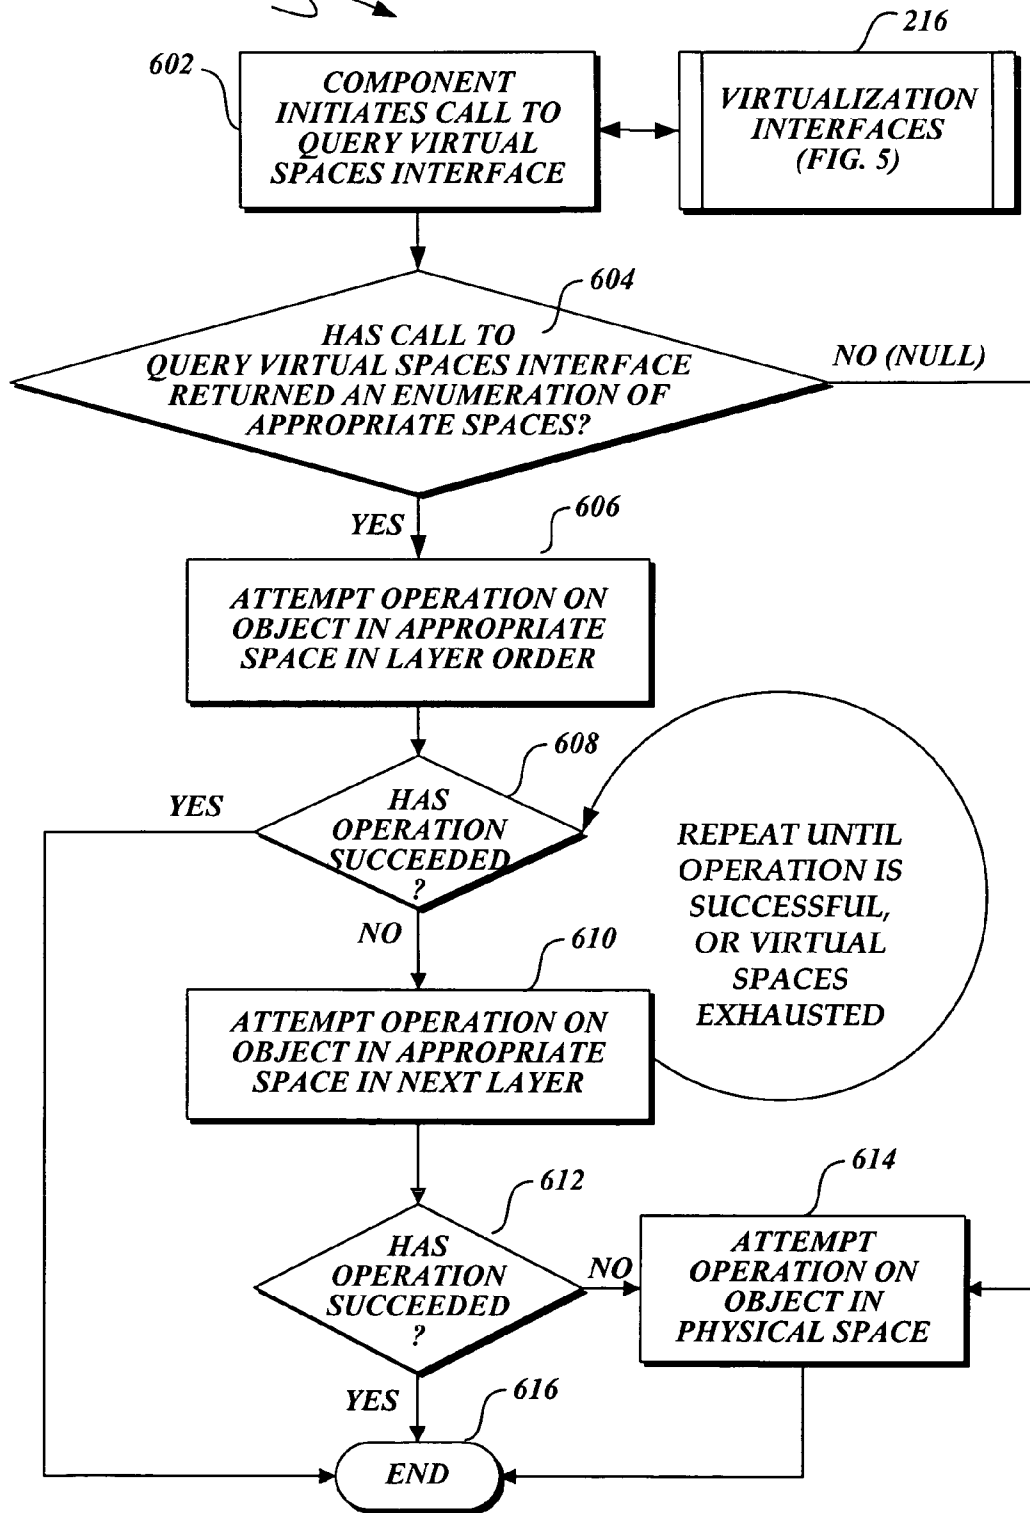 216
602
COMPONENT
INITIATES CALL TO
QUERY VIRTUAL
SPACES INTERFACE
VIRTUALIZATION
INTERFACES
(FIG. 5)
604
HAS CALL TO
QUERY VIRTUAL SPACES INTERFACE
RETURNED AN ENUMERATION OF
APPROPRIATE SPACES?
NO (NULL)
YES
606
ATTEMPT OPERATION ON
OBJECT IN APPROPRIATE
SPACE IN LAYER ORDER
608
YES
HAS
OPERATION
SUCCEEDED
?
REPEAT UNTIL
OPERATION IS
SUCCESSFUL,
OR VIRTUAL
SPACES
EXHAUSTED
NO
610
ATTEMPT OPERATION ON
OBJECT IN APPROPRIATE
SPACE IN NEXT LAYER
612
HAS
OPERATION
SUCCEEDED
?
NO
614
ATTEMPT
OPERATION ON
OBJECT IN
PHYSICAL SPACE
YES
616
END